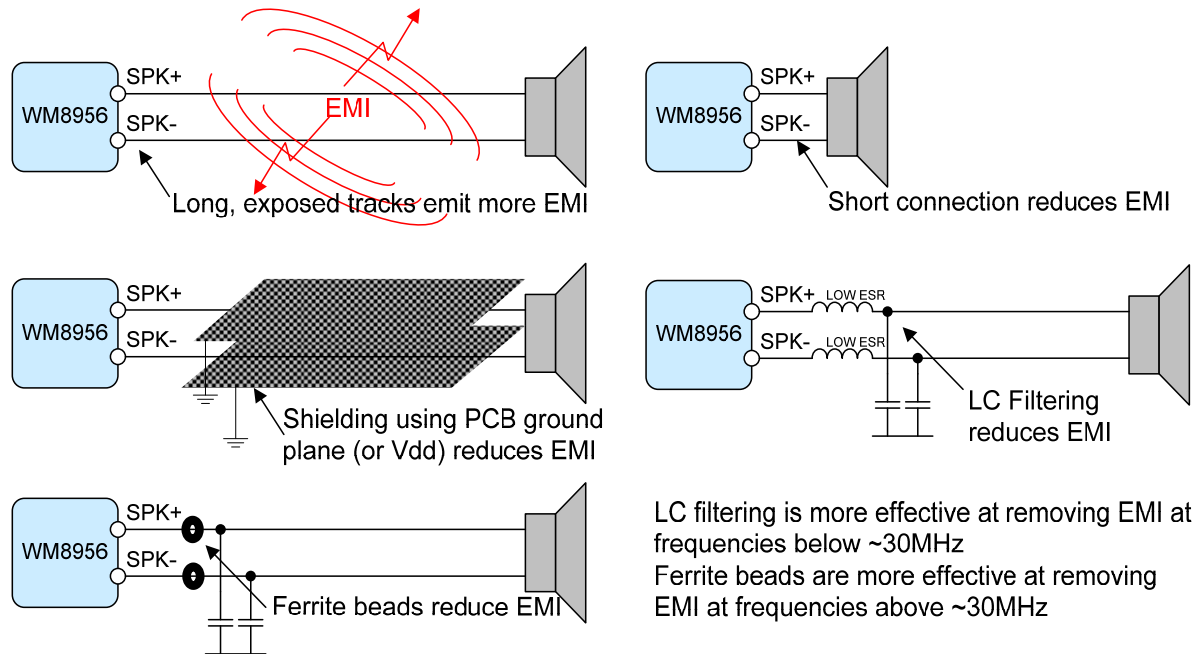 SPK+
WM8956
EMI
SPK-
Long, exposed tracks emit more EMI
SPK+
WM8956
SPK-
Short connection reduces EMI
SPK+
WM8956
SPK-
Shielding using PCB ground
plane (or Vdd) reduces EMI
SPK+
LOW ESR
WM8956
SPK-
LOW ESR
LC Filtering
reduces EMI
SPK+
WM8956
SPK-
Ferrite beads reduce EMI
LC filtering is more effective at removing EMI at
frequencies below ~30MHz
Ferrite beads are more effective at removing
EMI at frequencies above ~30MHz